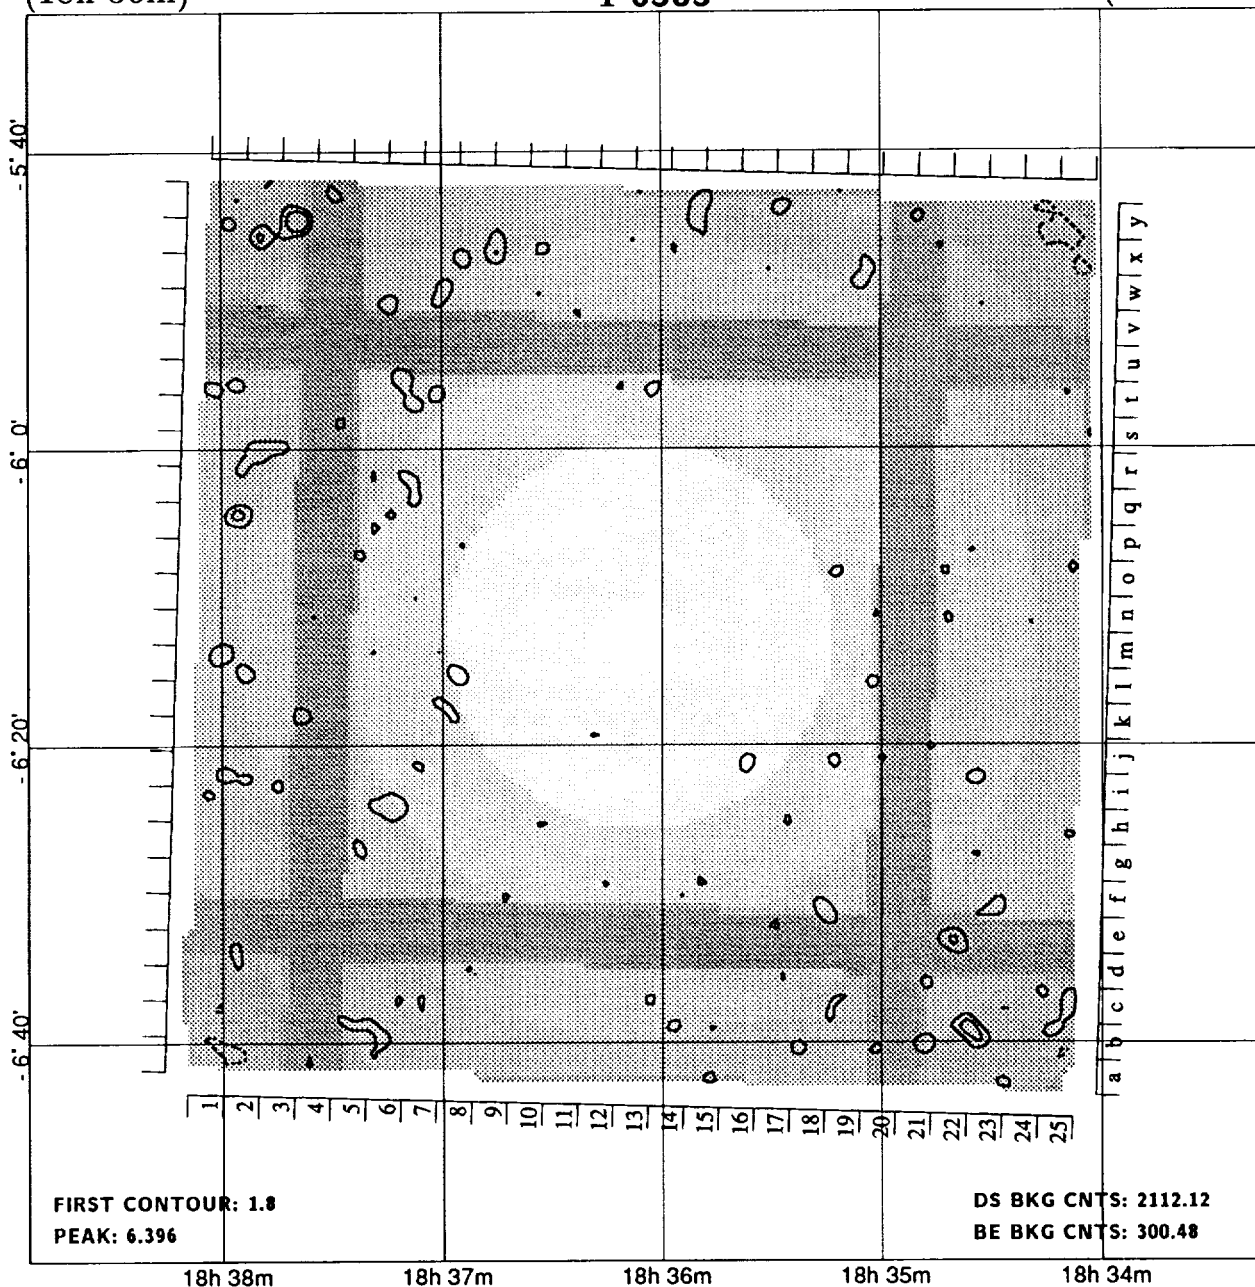 - 5° 40'
y
x
w
v
u
t
s
r
q
p
o
n
m
l
k
j
i
h
g
f
e
d
c
b
a
- 6° 0'
- 6° 20'
- 6° 40'
1 2 3 4 5 6 7 8 9 10 11 12 13 14 15 16 17 18 19 20 21 22 23 24 25
FIRST CONTOUR: 1.8
PEAK: 6.396
DS BKG CNTS: 2112.12
BE BKG CNTS: 300.48
18h 38m 18h 37m 18h 36m 18h 35m 18h 34m